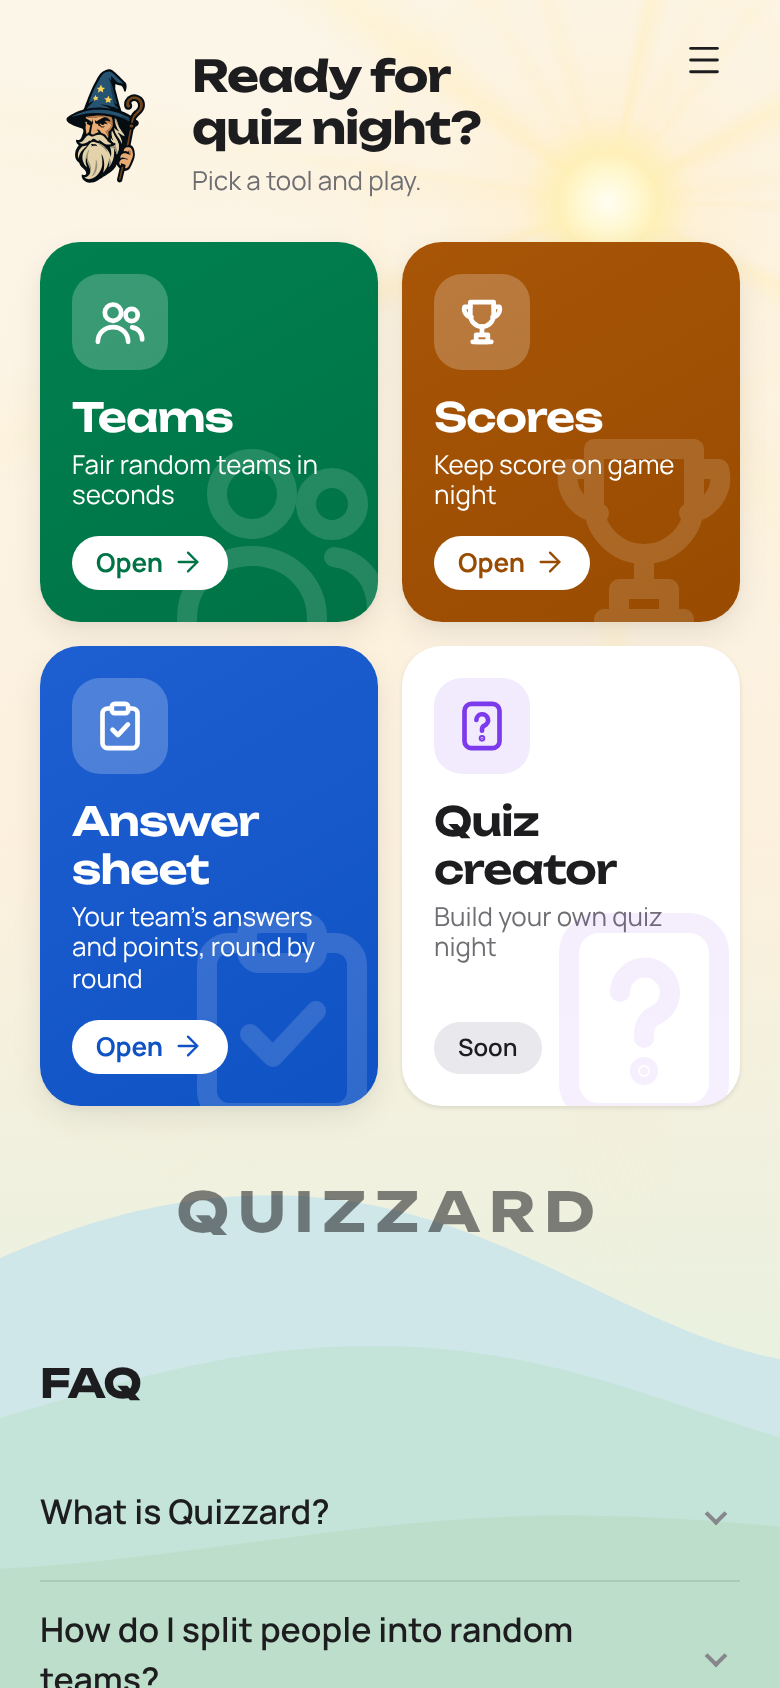 Ready for
quiz night?
Pick a tool and play.
Teams
Fair random teams in
seconds
Open
Scores
Keep score on game
night
Open
Answer
sheet
Your team's answers
and points, round by
round
Open
Quiz
creator
Build your own quiz
night
Soon
QUIZZARD
FAQ
What is Quizzard?
How do I split people into random
teams?